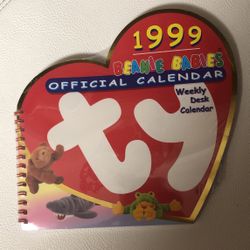 1999
BEANIE BABIES
OFFICIAL CALENDAR
Weekly
Desk
Calendar
ty